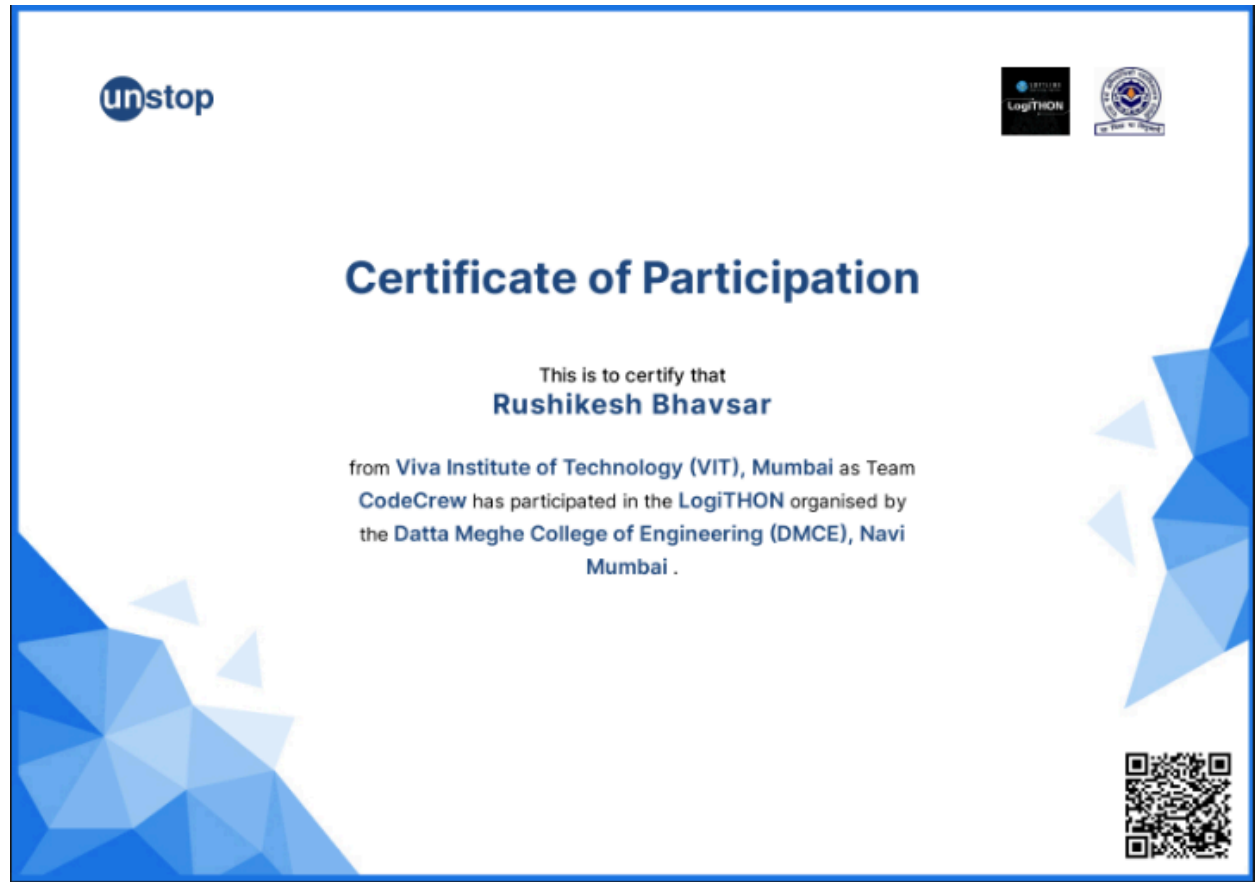 unstop
LogiTHON
Certificate of Participation
This is to certify that
Rushikesh Bhavsar
from Viva Institute of Technology (VIT), Mumbai as Team
CodeCrew has participated in the LogiTHON organised by
the Datta Meghe College of Engineering (DMCE), Navi
Mumbai .